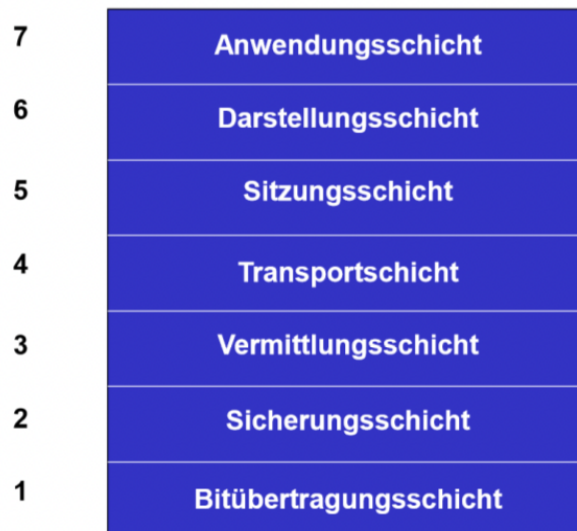 7 Anwendungsschicht
6 Darstellungsschicht
5 Sitzungsschicht
4 Transportschicht
3 Vermittlungsschicht
2 Sicherungsschicht
1 Bitübertragungsschicht